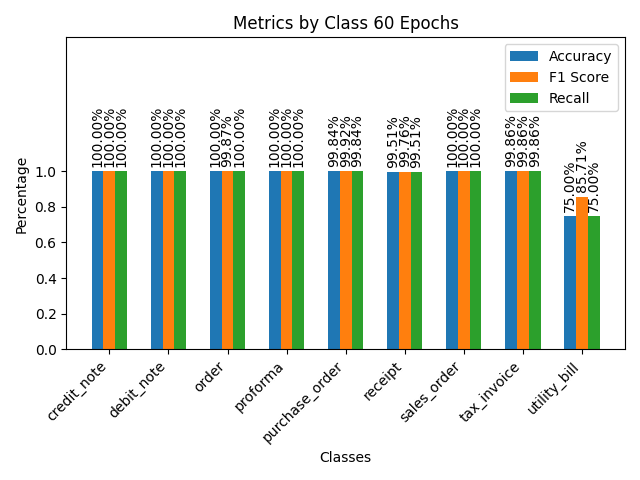 Metrics by Class 60 Epochs
Accuracy
F1 Score
Recall
100.00%
100.00%
100.00%
100.00%
100.00%
100.00%
100.00%
99.87%
100.00%
100.00%
100.00%
100.00%
99.84%
99.92%
99.84%
99.51%
99.76%
99.51%
100.00%
100.00%
100.00%
99.86%
99.86%
99.86%
75.00%
85.71%
75.00%
Percentage
1.0
0.8
0.6
0.4
0.2
0.0
credit_note
debit_note
order
proforma
purchase_order
receipt
sales_order
tax_invoice
utility_bill
Classes